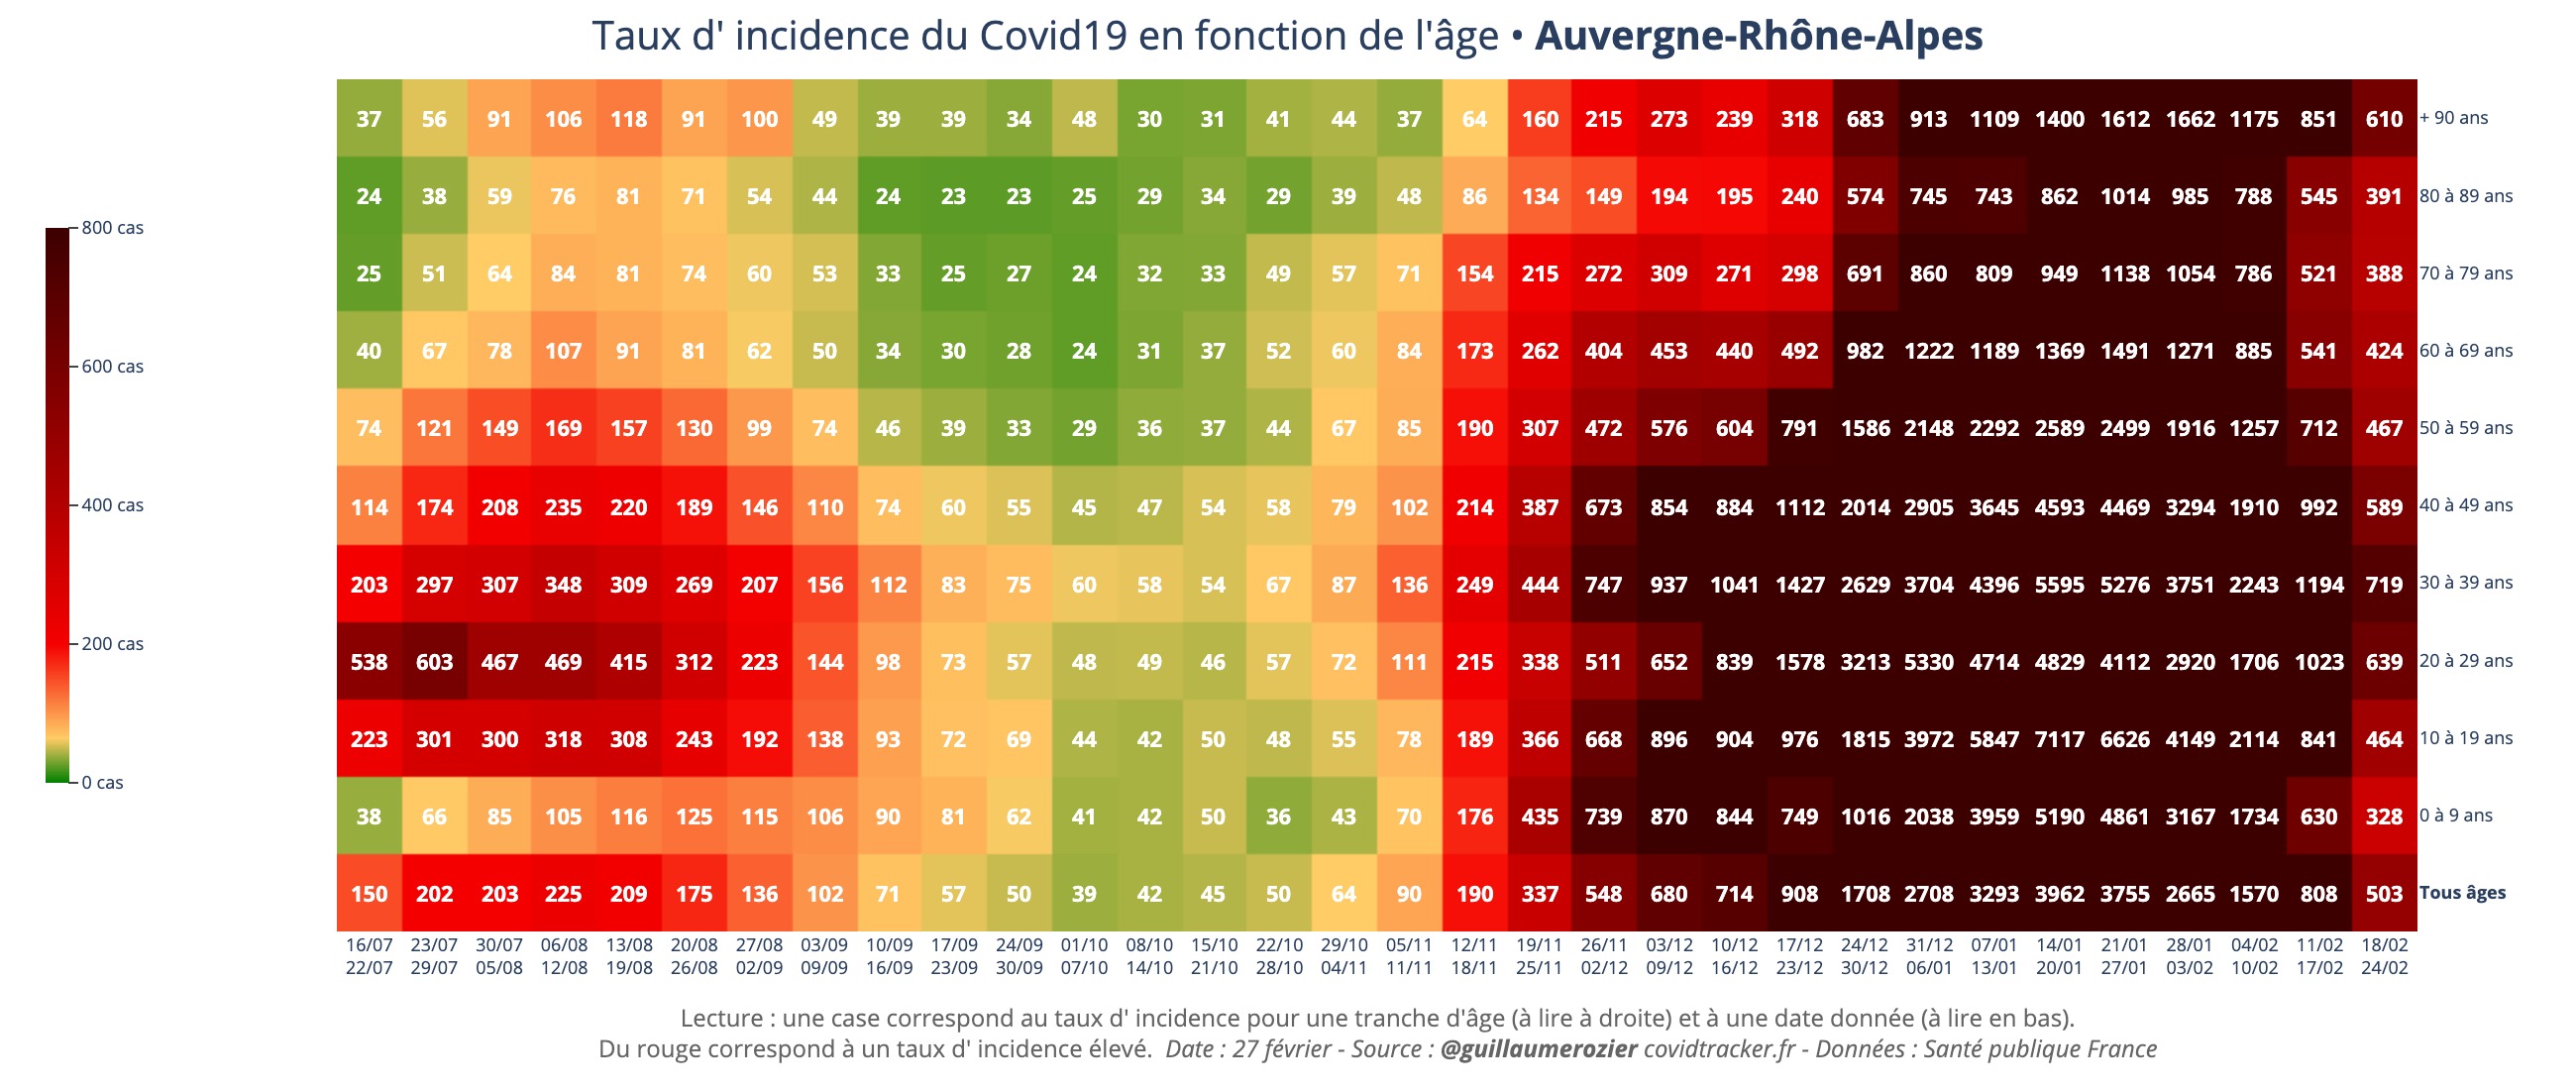 Taux d' incidence du Covid19 en fonction de l'âge • Auvergne-Rhône-Alpes
37 56 91 106 118 91 100 49 39 39 34 48 30 31 41 44 37 64 160 215 273 239 318 683 913 1109 1400 1612 1662 1175 851 610 + 90 ans
24 38 59 76 81 71 54 44 24 23 23 25 29 34 29 39 48 86 134 149 194 195 240 574 745 743 862 1014 985 788 545 391 80 à 89 ans
25 51 64 84 81 74 60 53 33 25 27 24 32 33 49 57 71 154 215 272 309 271 298 691 860 809 949 1138 1054 786 521 388 70 à 79 ans
40 67 78 107 91 81 62 50 34 30 28 24 31 37 52 60 84 173 262 404 453 440 492 982 1222 1189 1369 1491 1271 885 541 424 60 à 69 ans
74 121 149 169 157 130 99 74 46 39 33 29 36 37 44 67 85 190 307 472 576 604 791 1586 2148 2292 2589 2499 1916 1257 712 467 50 à 59 ans
114 174 208 235 220 189 146 110 74 60 55 45 47 54 58 79 102 214 387 673 854 884 1112 2014 2905 3645 4593 4469 3294 1910 992 589 40 à 49 ans
203 297 307 348 309 269 207 156 112 83 75 60 58 54 67 87 136 249 444 747 937 1041 1427 2629 3704 4396 5595 5276 3751 2243 1194 719 30 à 39 ans
538 603 467 469 415 312 223 144 98 73 57 48 49 46 57 72 111 215 338 511 652 839 1578 3213 5330 4714 4829 4112 2920 1706 1023 639 20 à 29 ans
223 301 300 318 308 243 192 138 93 72 69 44 42 50 48 55 78 189 366 668 896 904 976 1815 3972 5847 7117 6626 4149 2114 841 464 10 à 19 ans
38 66 85 105 116 125 115 106 90 81 62 41 42 50 36 43 70 176 435 739 870 844 749 1016 2038 3959 5190 4861 3167 1734 630 328 0 à 9 ans
150 202 203 225 209 175 136 102 71 57 50 39 42 45 50 64 90 190 337 548 680 714 908 1708 2708 3293 3962 3755 2665 1570 808 503 Tous âges
16/07 23/07 30/07 06/08 13/08 20/08 27/08 03/09 10/09 17/09 24/09 01/10 08/10 15/10 22/10 29/10 05/11 12/11 19/11 26/11 03/12 10/12 17/12 24/12 31/12 07/01 14/01 21/01 28/01 04/02 11/02 18/02
22/07 29/07 05/08 12/08 19/08 26/08 02/09 09/09 16/09 23/09 30/09 07/10 14/10 21/10 28/10 04/11 11/11 18/11 25/11 02/12 09/12 16/12 23/12 30/12 06/01 13/01 20/01 27/01 03/02 10/02 17/02 24/02
800 cas
600 cas
400 cas
200 cas
0 cas
Lecture : une case correspond au taux d' incidence pour une tranche d'âge (à lire à droite) et à une date donnée (à lire en bas).
Du rouge correspond à un taux d' incidence élevé. Date : 27 février - Source : @guillaumerozier covidtracker.fr - Données : Santé publique France